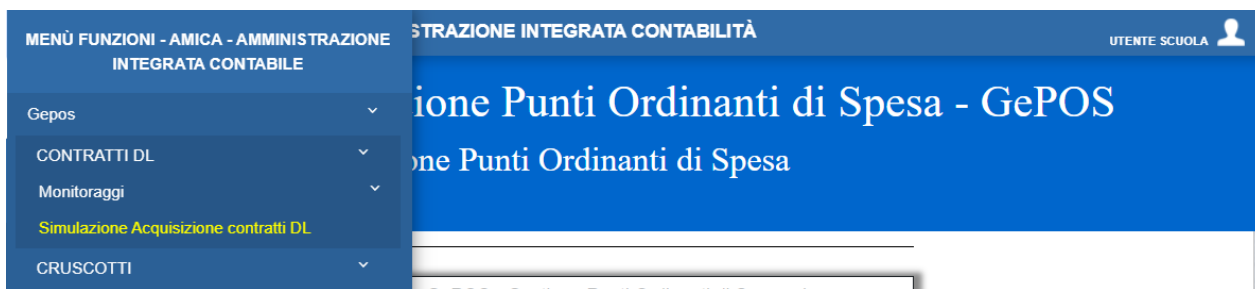 MENÙ FUNZIONI - AMICA - AMMINISTRAZIONE
INTEGRATA CONTABILE
STRAZIONE INTEGRATA CONTABILITÀ
UTENTE SCUOLA
Gepos
CONTRATTI DL
Monitoraggi
Simulazione Acquisizione contratti DL
CRUSCOTTI
ione Punti Ordinanti di Spesa - GePOS
ne Punti Ordinanti di Spesa